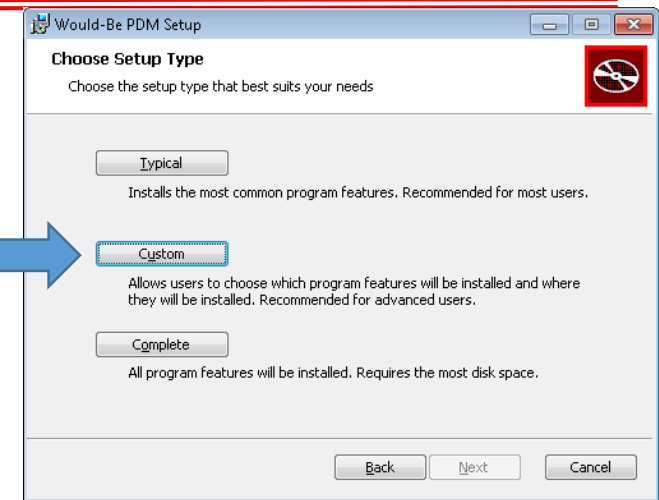 Would-Be PDM Setup
Choose Setup Type
Choose the setup type that best suits your needs
Typical
Installs the most common program features. Recommended for most users.
Custom
Allows users to choose which program features will be installed and where
they will be installed. Recommended for advanced users.
Complete
All program features will be installed. Requires the most disk space.
Back
Next
Cancel